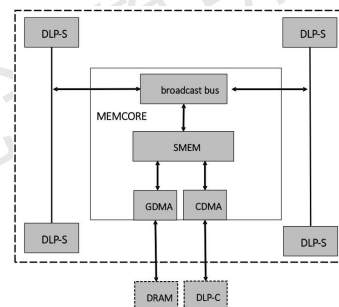 DLP-S
DLP-S
broadcast bus
MEMCORE
SMEM
GDMA
CDMA
DLP-S
DLP-S
DRAM
DLP-C